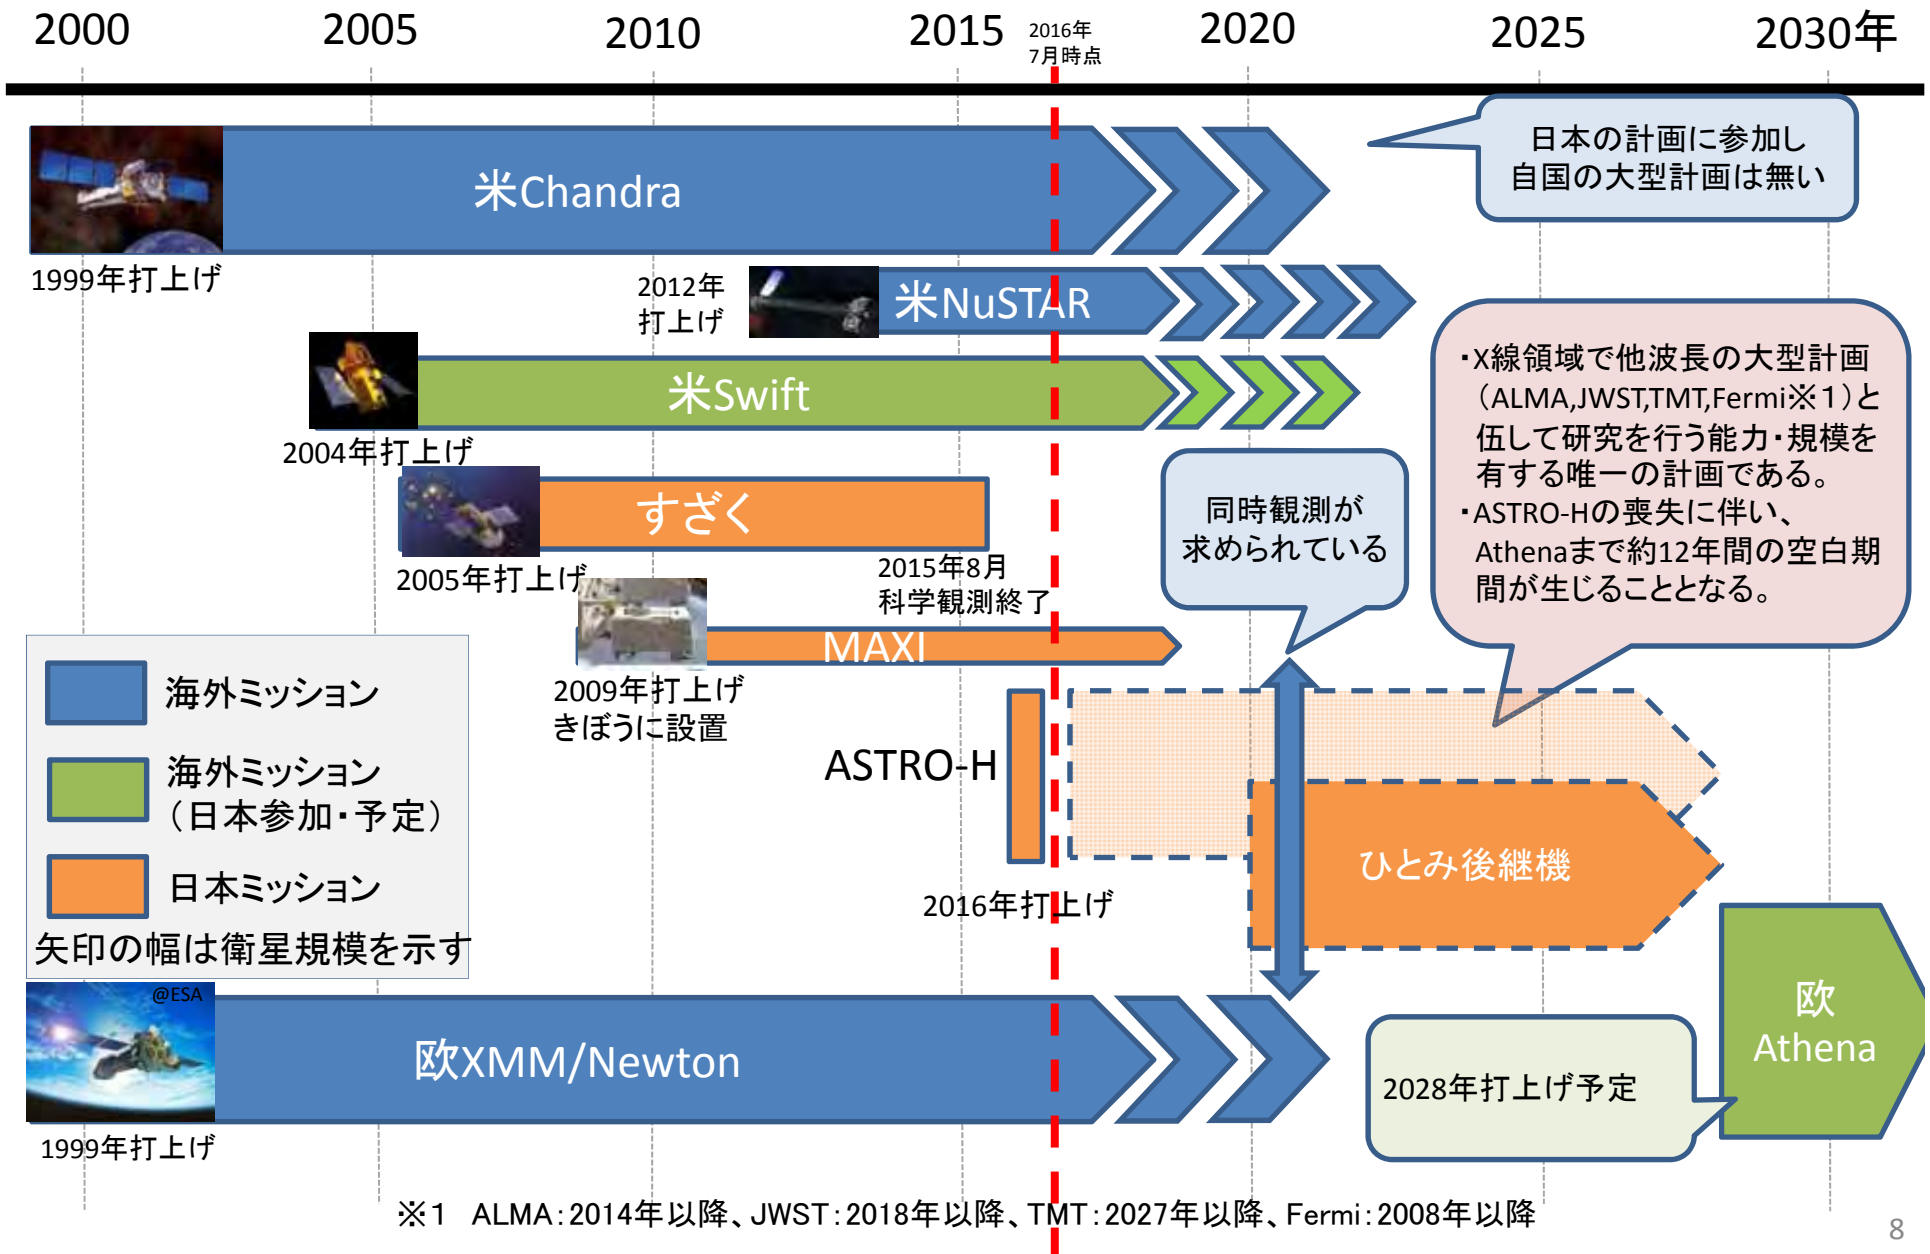 2000
2005
2010
2015
2016年
7月時点
2020
2025
2030年
米Chandra
日本の計画に参加し
自国の大型計画は無い
1999年打上げ
2012年
打上げ
米NuSTAR
米Swift
2004年打上げ
・X線領域で他波長の大型計画
（ALMA,JWST,TMT,Fermi※１）と
伍して研究を行う能力・規模を
有する唯一の計画である。
・ASTRO-Hの喪失に伴い、
Athenaまで約12年間の空白期
間が生じることとなる。
すざく
2005年打上げ
2015年8月
科学観測終了
同時観測が
求められている
MAXI
2009年打上げ
きぼうに設置
海外ミッション
海外ミッション
（日本参加・予定）
日本ミッション
矢印の幅は衛星規模を示す
ASTRO-H
2016年打上げ
ひとみ後継機
@ESA
欧XMM/Newton
1999年打上げ
2028年打上げ予定
欧
Athena
※１　ALMA：2014年以降、JWST：2018年以降、TMT：2027年以降、Fermi：2008年以降
8